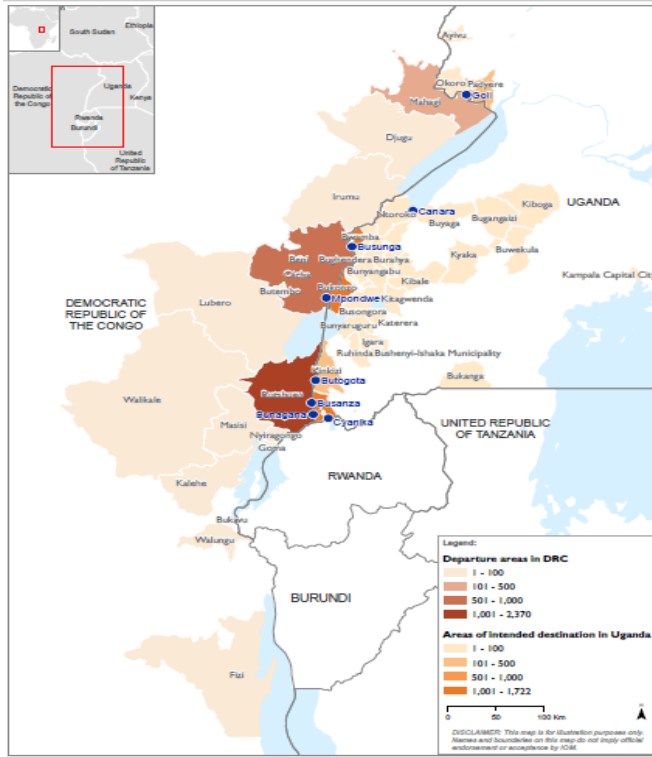 Ethiopia
South Sudan
Democratic
Republic of
the Congo
Uganda
Kenya
Rwanda
Burundi
United
Republic
of Tanzania
Ayivu
Okoro
Padyere
Goli
Mahagi
Djugu
Irumu
Ntoroko
Canara
Buyaga
Bugangaizi
Kiboga
UGANDA
Bwamba
Busunga
Beni
Oicha
Bughendera
Burahya
Bunyangabu
Kyaka
Buwekula
Kampala Capital City
Kibale
Butembo
Bukonzo
Mpondwe
Kitagwenda
Lubero
DEMOCRATIC
REPUBLIC OF
THE CONGO
Busongora
Bunyaruguru
Katerera
Igara
Ruhinda
Bushenyi-Ishaka Municipality
Kinkizi
Butogota
Bukanga
Walikale
Rutshuru
Busanza
Bunagana
Cyanika
Masisi
Nyiragongo
Goma
UNITED REPUBLIC
OF TANZANIA
RWANDA
Kalehe
Bukavu
Walungu
BURUNDI
Fizi
Legend:
Departure areas in DRC
1 - 100
101 - 500
501 - 1,000
1,001 - 2,370
Areas of intended destination in Uganda
1 - 100
101 - 500
501 - 1,000
1,001 - 1,722
0 50 100 Km
N
DISCLAIMER: This map is for illustration purposes only.
Names and boundaries on this map do not imply official
endorsement or acceptance by IOM.